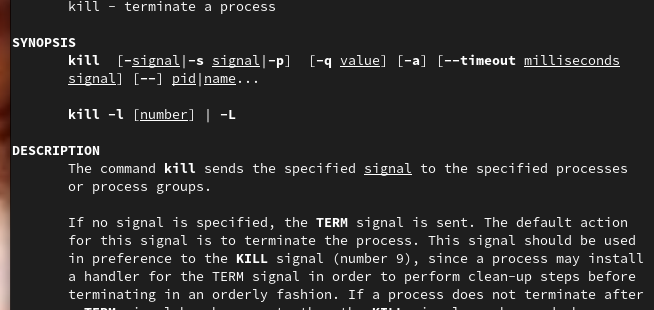 kill - terminate a process
SYNOPSIS
kill [-signal|-s signal|-p] [-q value] [-a] [--timeout milliseconds
signal] [--] pid|name...
kill -l [number] | -L
DESCRIPTION
The command kill sends the specified signal to the specified processes
or process groups.
If no signal is specified, the TERM signal is sent. The default action
for this signal is to terminate the process. This signal should be used
in preference to the KILL signal (number 9), since a process may install
a handler for the TERM signal in order to perform clean-up steps before
terminating in an orderly fashion. If a process does not terminate after